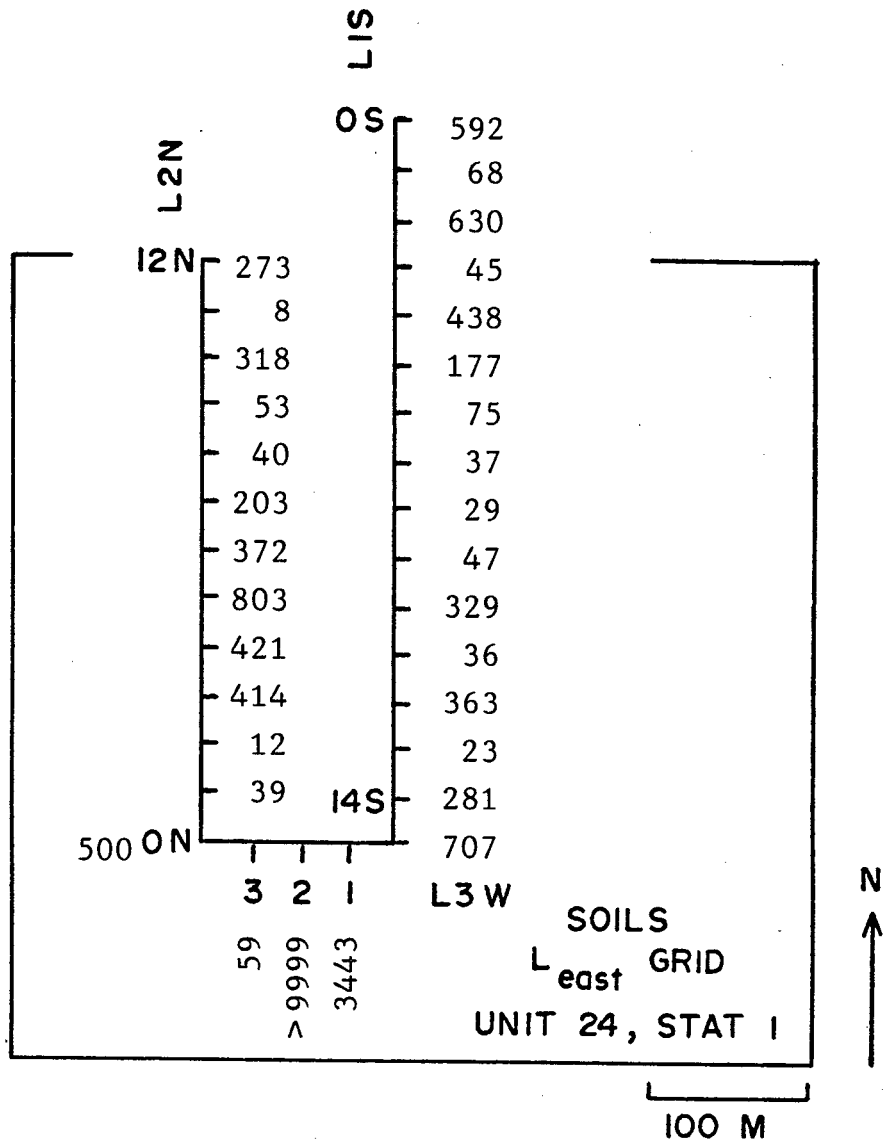 L1S
OS 592
68
L2N
630
12N 273 45
8 438
318 177
53 75
40 37
203 29
372 47
803 329
421 36
414 363
12 23
39 14S 281
500 ON 707
3 2 1 L3W
N
59 >9999 3443
SOILS
L east GRID
UNIT 24, STAT 1
100 M